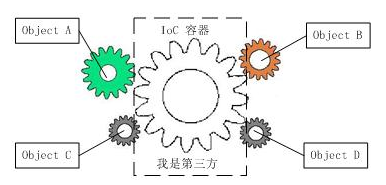 Object A
IoC 容器
Object B
Object C
我是第三方
Object D